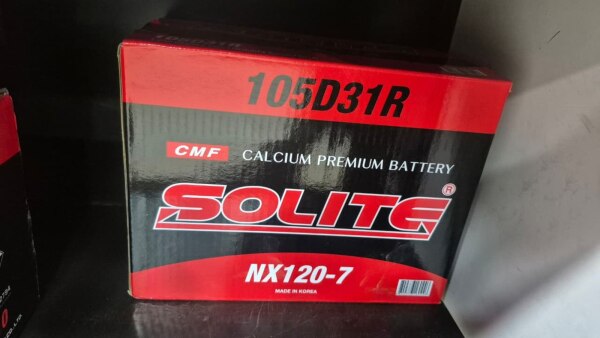 105D31R
CMF CALCIUM PREMIUM BATTERY
SOLITE ®
NX120-7
MADE IN KOREA